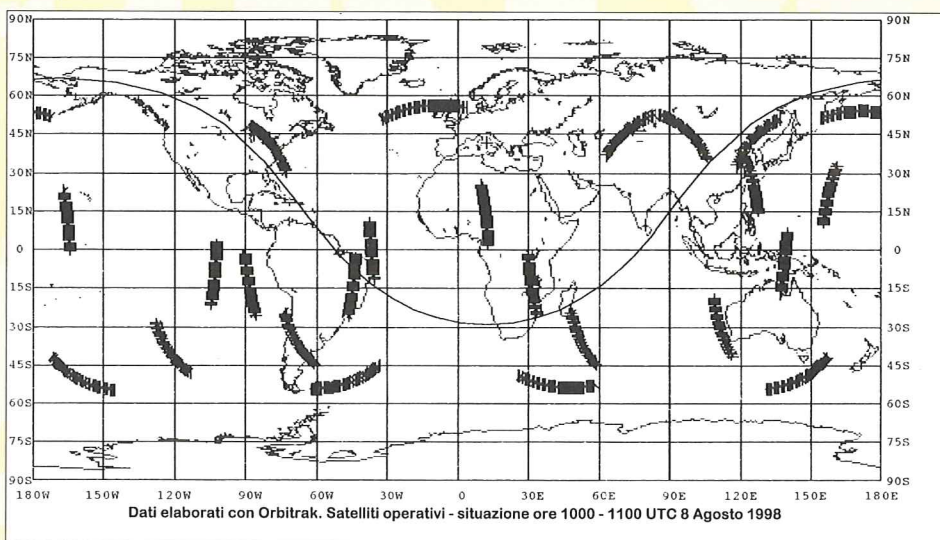 90N 90N
75N 75N
60N 60N
45N 45N
30N 30N
15N 15N
0 0
15S 15S
30S 30S
45S 45S
60S 60S
75S 75S
90S 90S
180W 150W 120W 90W 60W 30W 0 30E 60E 90E 120E 150E 180E
Dati elaborati con Orbitrak. Satelliti operativi - situazione ore 1000 - 1100 UTC 8 Agosto 1998